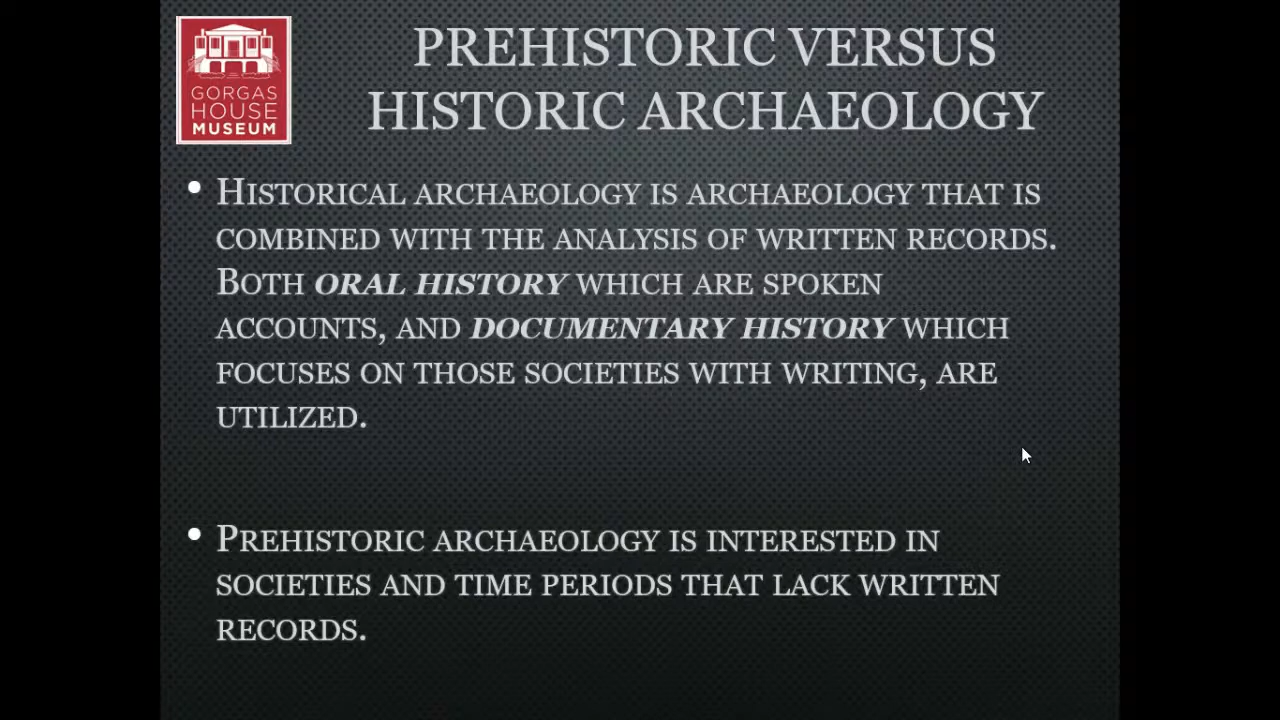 GORGAS
HOUSE
MUSEUM
PREHISTORIC VERSUS
HISTORIC ARCHAEOLOGY
• HISTORICAL ARCHAEOLOGY IS ARCHAEOLOGY THAT IS
COMBINED WITH THE ANALYSIS OF WRITTEN RECORDS.
BOTH ORAL HISTORY WHICH ARE SPOKEN
ACCOUNTS, AND DOCUMENTARY HISTORY WHICH
FOCUSES ON THOSE SOCIETIES WITH WRITING, ARE
UTILIZED.
• PREHISTORIC ARCHAEOLOGY IS INTERESTED IN
SOCIETIES AND TIME PERIODS THAT LACK WRITTEN
RECORDS.